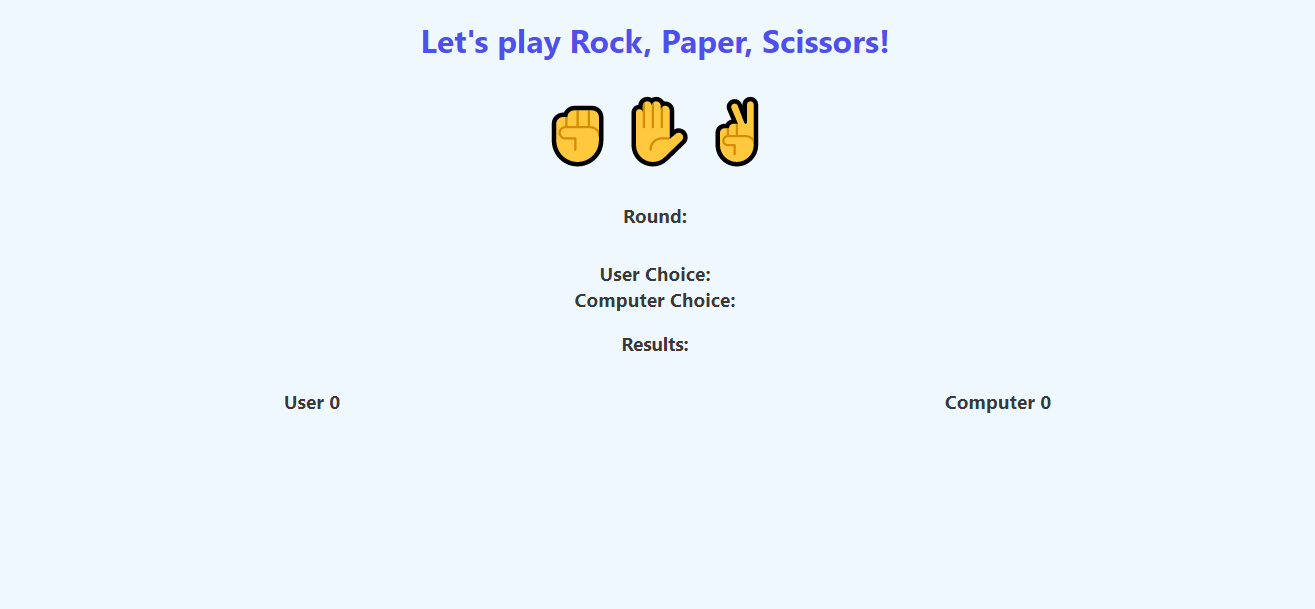 Let's play Rock, Paper, Scissors!
Round:
User Choice:
Computer Choice:
Results:
User 0
Computer 0